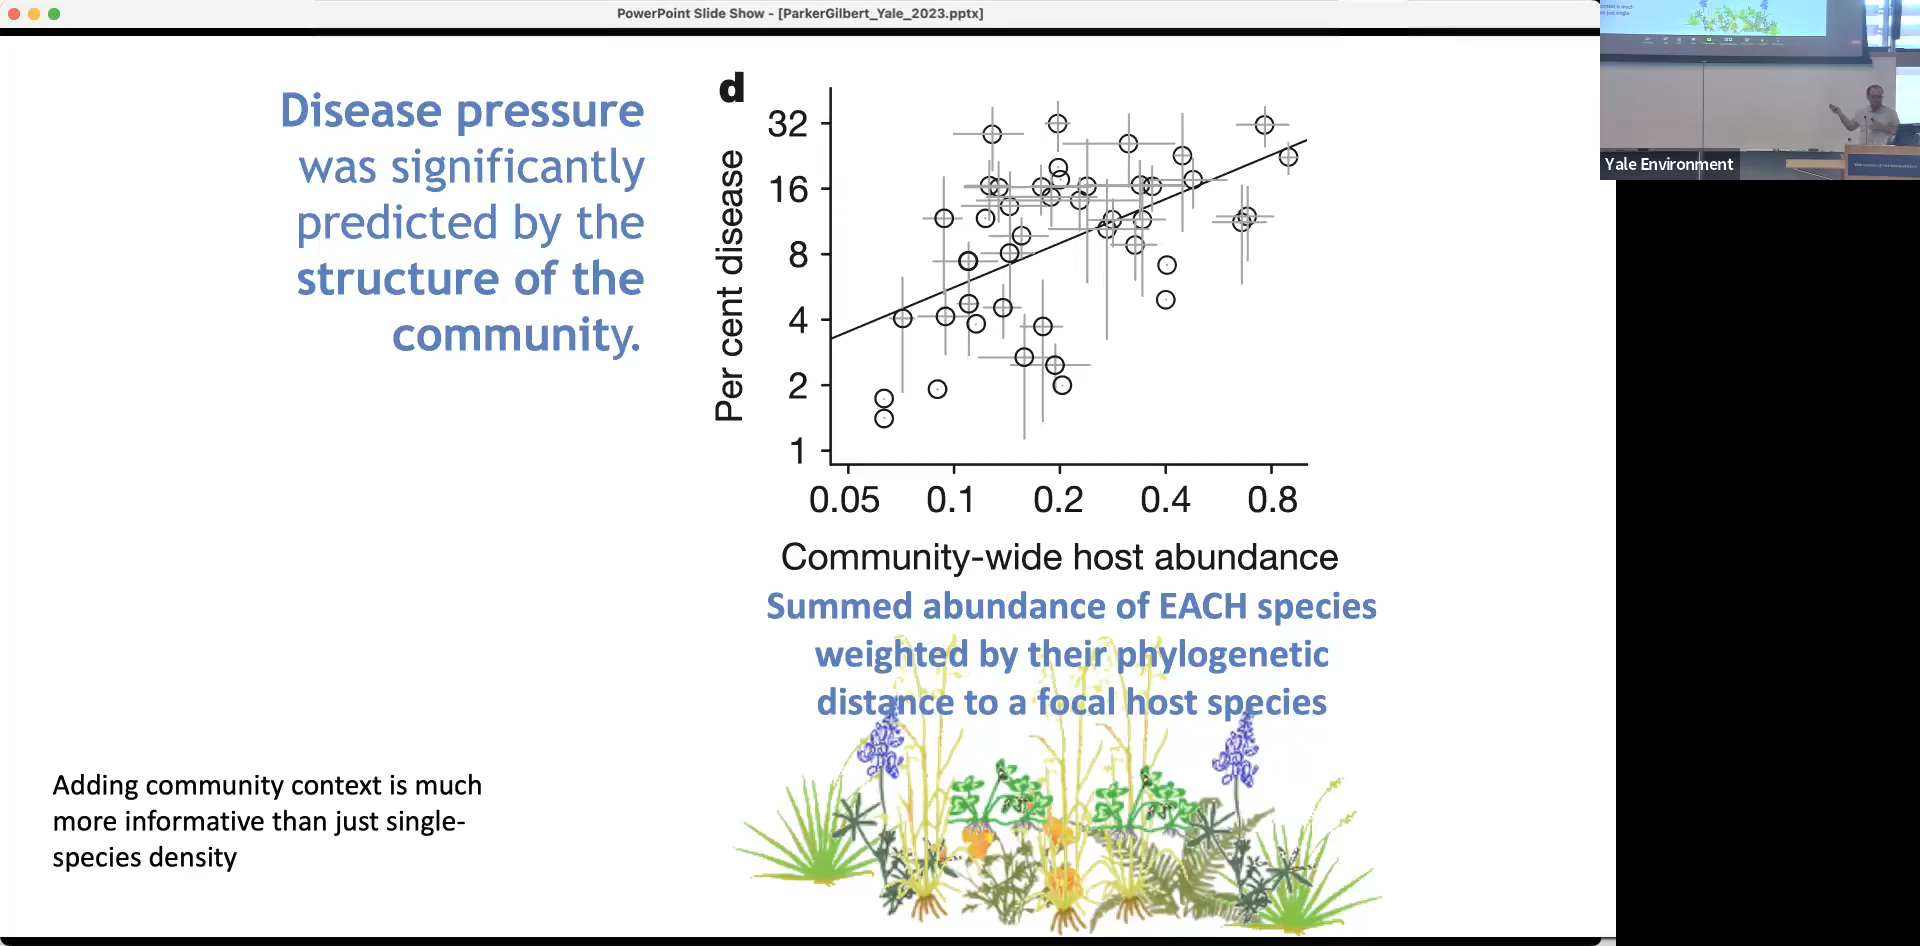 PowerPoint Slide Show - [ParkerGilbert_Yale_2023.pptx]
Disease pressure
was significantly
predicted by the
structure of the
community.
d
Per cent disease
32
16
8
4
2
1
0.05 0.1 0.2 0.4 0.8
Community-wide host abundance
Summed abundance of EACH species
weighted by their phylogenetic
distance to a focal host species
Adding community context is much
more informative than just single-
species density
Yale Environment